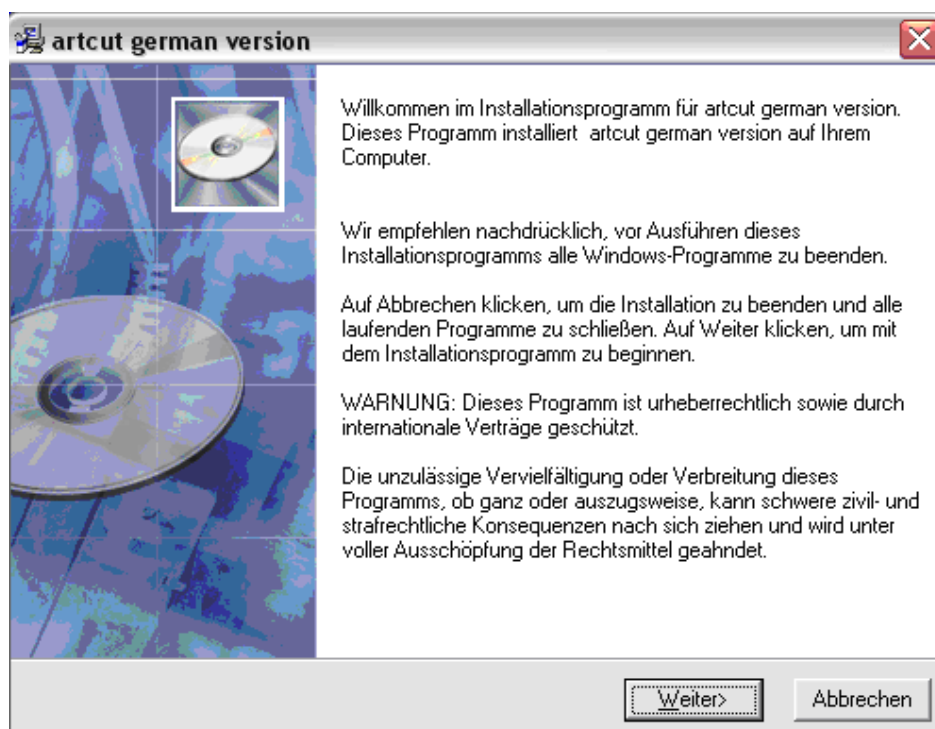 artcut german version
Willkommen im Installationsprogramm für artcut german version.
Dieses Programm installiert artcut german version auf Ihrem
Computer.
Wir empfehlen nachdrücklich, vor Ausführen dieses
Installationsprogramms alle Windows-Programme zu beenden.
Auf Abbrechen klicken, um die Installation zu beenden und alle
laufenden Programme zu schließen. Auf Weiter klicken, um mit
dem Installationsprogramm zu beginnen.
WARNUNG: Dieses Programm ist urheberrechtlich sowie durch
internationale Verträge geschützt.
Die unzulässige Vervielfältigung oder Verbreitung dieses
Programms, ob ganz oder auszugsweise, kann schwere zivil- und
strafrechtliche Konsequenzen nach sich ziehen und wird unter
voller Ausschöpfung der Rechtsmittel geahndet.
Weiter> Abbrechen